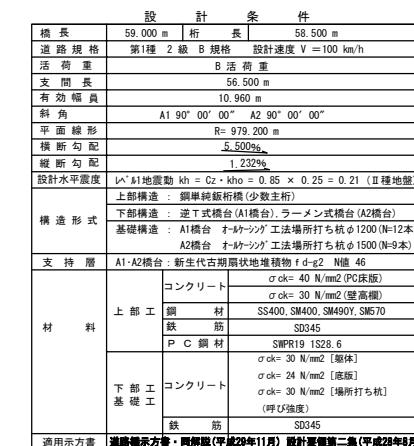 設 計 条 件
橋 長 59.000 m 桁 長 58.500 m
道 路 規 格 第1種 2 級 B 規格 設計速度 V =100 km/h
活 荷 重 B 活 荷 重
支 間 長 56.500 m
有 効 幅 員 10.960 m
斜 角 A1 90° 00′ 00″ A2 90° 00′ 00″
平 面 線 形 R= 979.200 m
横 断 勾 配 5.500%
縦 断 勾 配 1.232%
設計水平震度 ﾚﾍﾞﾙ1地震動 kh = Cz・kho = 0.85 × 0.25 = 0.21 (Ⅱ種地盤)
構 造 形 式 上部構造 : 鋼単純鈑桁橋(少数主桁)
下部構造 : 逆T式橋台(A1橋台), ラーメン式橋台(A2橋台)
基礎構造 : A1橋台 ｵｰﾙｹｰｼﾝｸﾞ工法場所打ち杭φ1200(N=12本
A2橋台 ｵｰﾙｹｰｼﾝｸﾞ工法場所打ち杭φ1500(N=9本)
支 持 層 A1・A2橋台 : 新生代古期扇状地堆積物 f d-g2 N値 46
材 料 上 部 工 コンクリート σck= 40 N/mm2(PC床版)
σck= 30 N/mm2(壁高欄)
鋼 材 SS400, SM400, SM490Y, SM570
鉄 筋 SD345
P C 鋼 材 SWPR19 1S28.6
下 部 工 基 礎 工 コンクリート σck= 30 N/mm2 [躯体]
σck= 24 N/mm2 [底版]
σck= 30 N/mm2 [場所打ち杭]
(呼び強度)
鉄 筋 SD345
適用示方書 道路橋示方書・同解説(平成29年11月) 設計要領第二集(平成28年8月